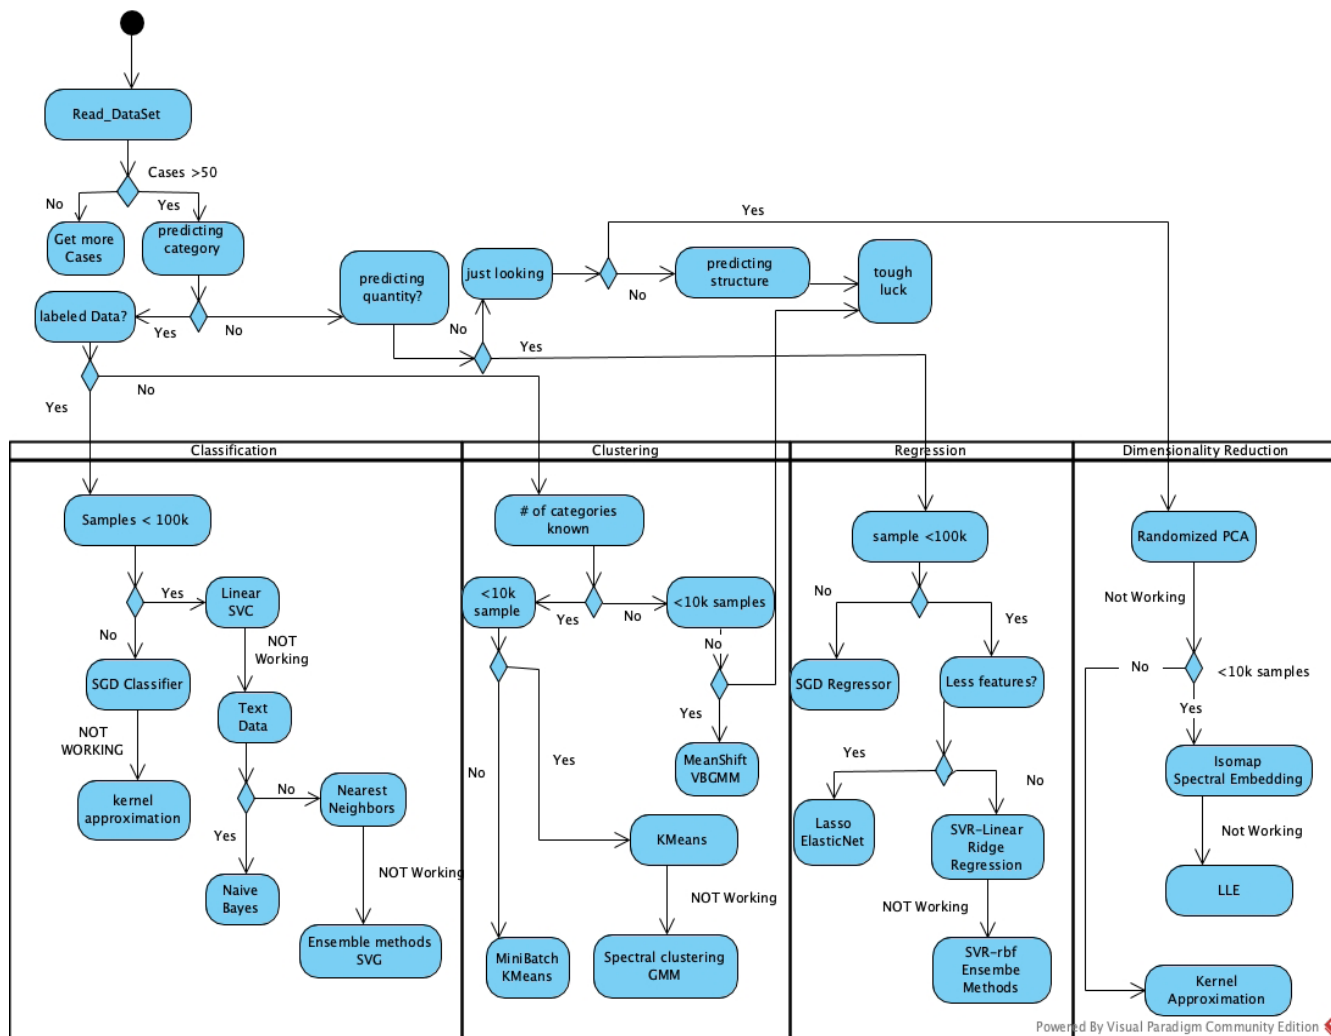 Read_DataSet
Cases >50
No
Yes
Get more
Cases
predicting
category
labeled Data?
Yes
No
predicting
quantity?
just looking
No
Yes
Yes
No
predicting
structure
tough
luck
Yes
No
Classification
Clustering
Regression
Dimensionality Reduction
Samples < 100k
Yes
No
Linear
SVC
NOT
Working
SGD Classifier
NOT
WORKING
kernel
approximation
Text
Data
No
Yes
Nearest
Neighbors
Naive
Bayes
NOT Working
Ensemble methods
SVG
# of categories
known
<10k
sample
Yes
No
<10k samples
No
Yes
MeanShift
VBGMM
No
Yes
KMeans
NOT Working
MiniBatch
KMeans
Spectral clustering
GMM
sample <100k
No
Yes
SGD Regressor
Less features?
Yes
No
Lasso
ElasticNet
SVR-Linear
Ridge
Regression
NOT Working
SVR-rbf
Ensembe
Methods
Randomized PCA
Not Working
No
<10k samples
Yes
Isomap
Spectral Embedding
Not Working
LLE
Kernel
Approximation
Powered By Visual Paradigm Community Edition